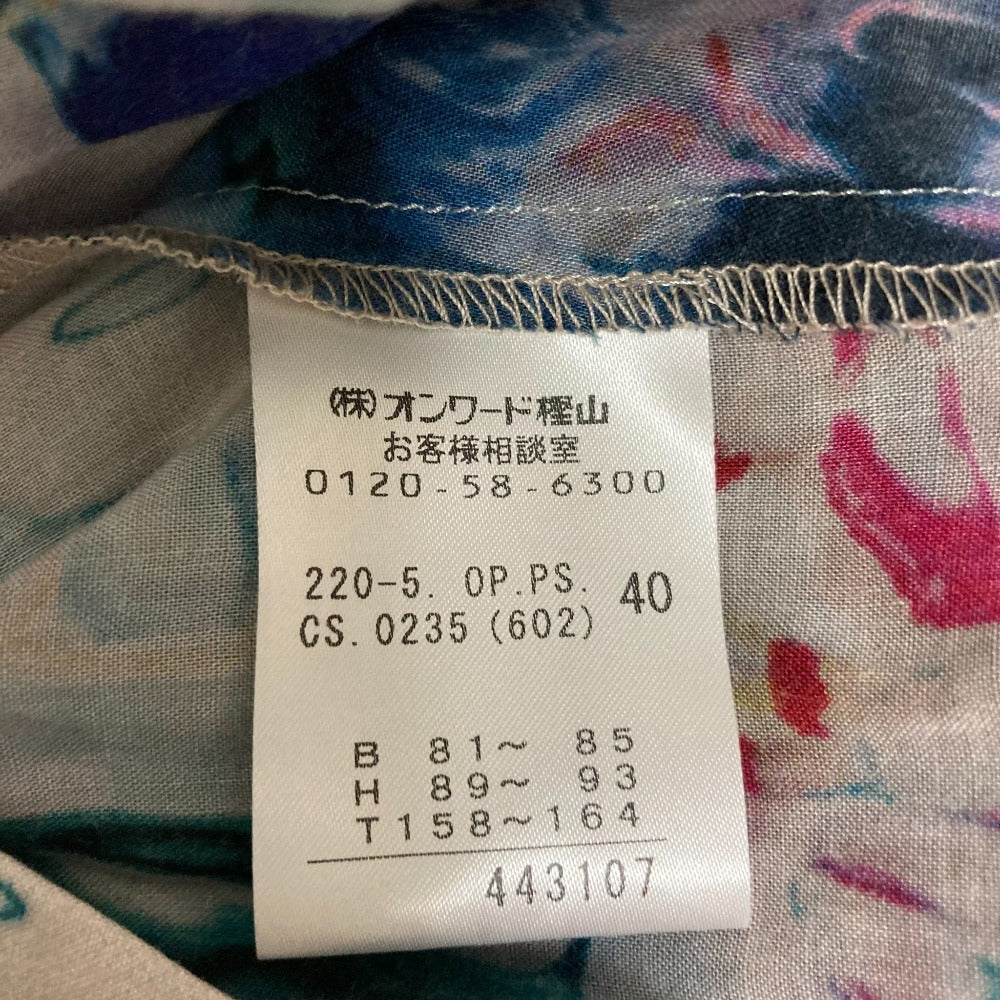 (株)オンワード樫山
お客様相談室
0120-58-6300
220-5. OP.PS. 40
CS.0235(602)
B 81~ 85
H 89~ 93
T158~164
443107